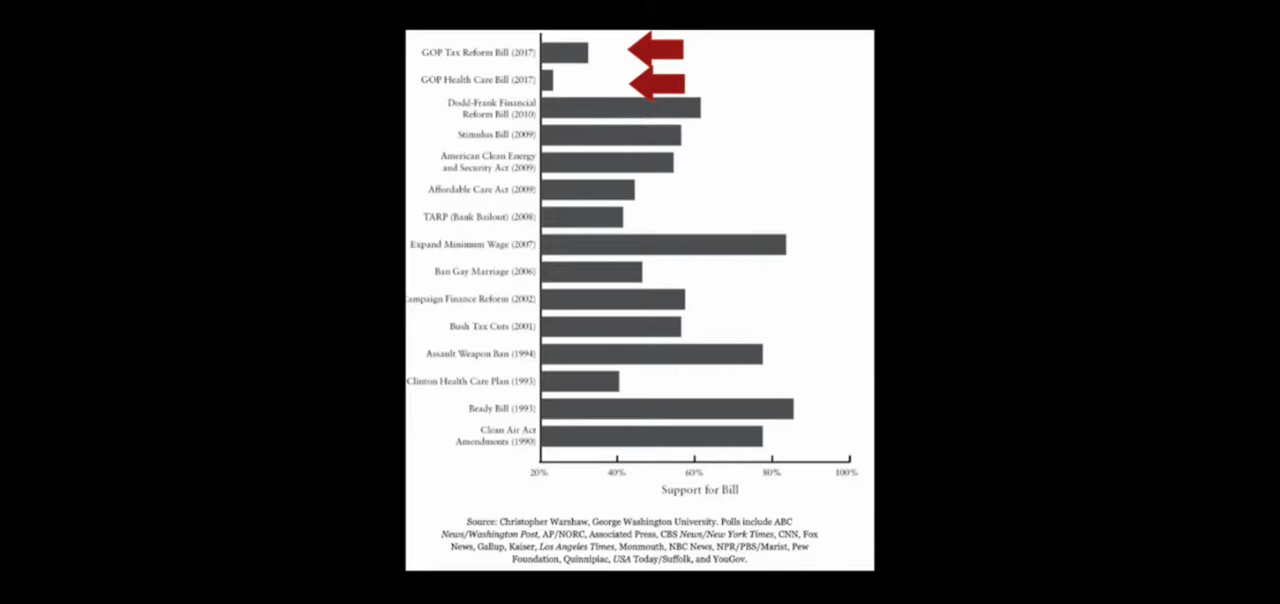 GOP Tax Reform Bill (2017)
GOP Health Care Bill (2017)
Dodd-Frank Financial
Reform Bill (2010)
Stimulus Bill (2009)
American Clean Energy
and Security Act (2009)
Affordable Care Act (2009)
TARP (Bank Bailout) (2008)
Expand Minimum Wage (2007)
Ban Gay Marriage (2006)
ampaign Finance Reform (2002)
Bush Tax Cuts (2001)
Assault Weapon Ban (1994)
Clinton Health Care Plan (1993)
Brady Bill (1993)
Clean Air Act
Amendments (1990)
20% 40% 60% 80% 100%
Support for Bill
Source: Christopher Warshaw, George Washington University. Polls include ABC
News/Washington Post, AP/NORC, Associated Press, CBS News/New York Times, CNN, Fox
News, Gallup, Kaiser, Los Angeles Times, Monmouth, NBC News, NPR/PBS/Marist, Pew
Foundation, Quinnipiac, USA Today/Suffolk, and YouGov.